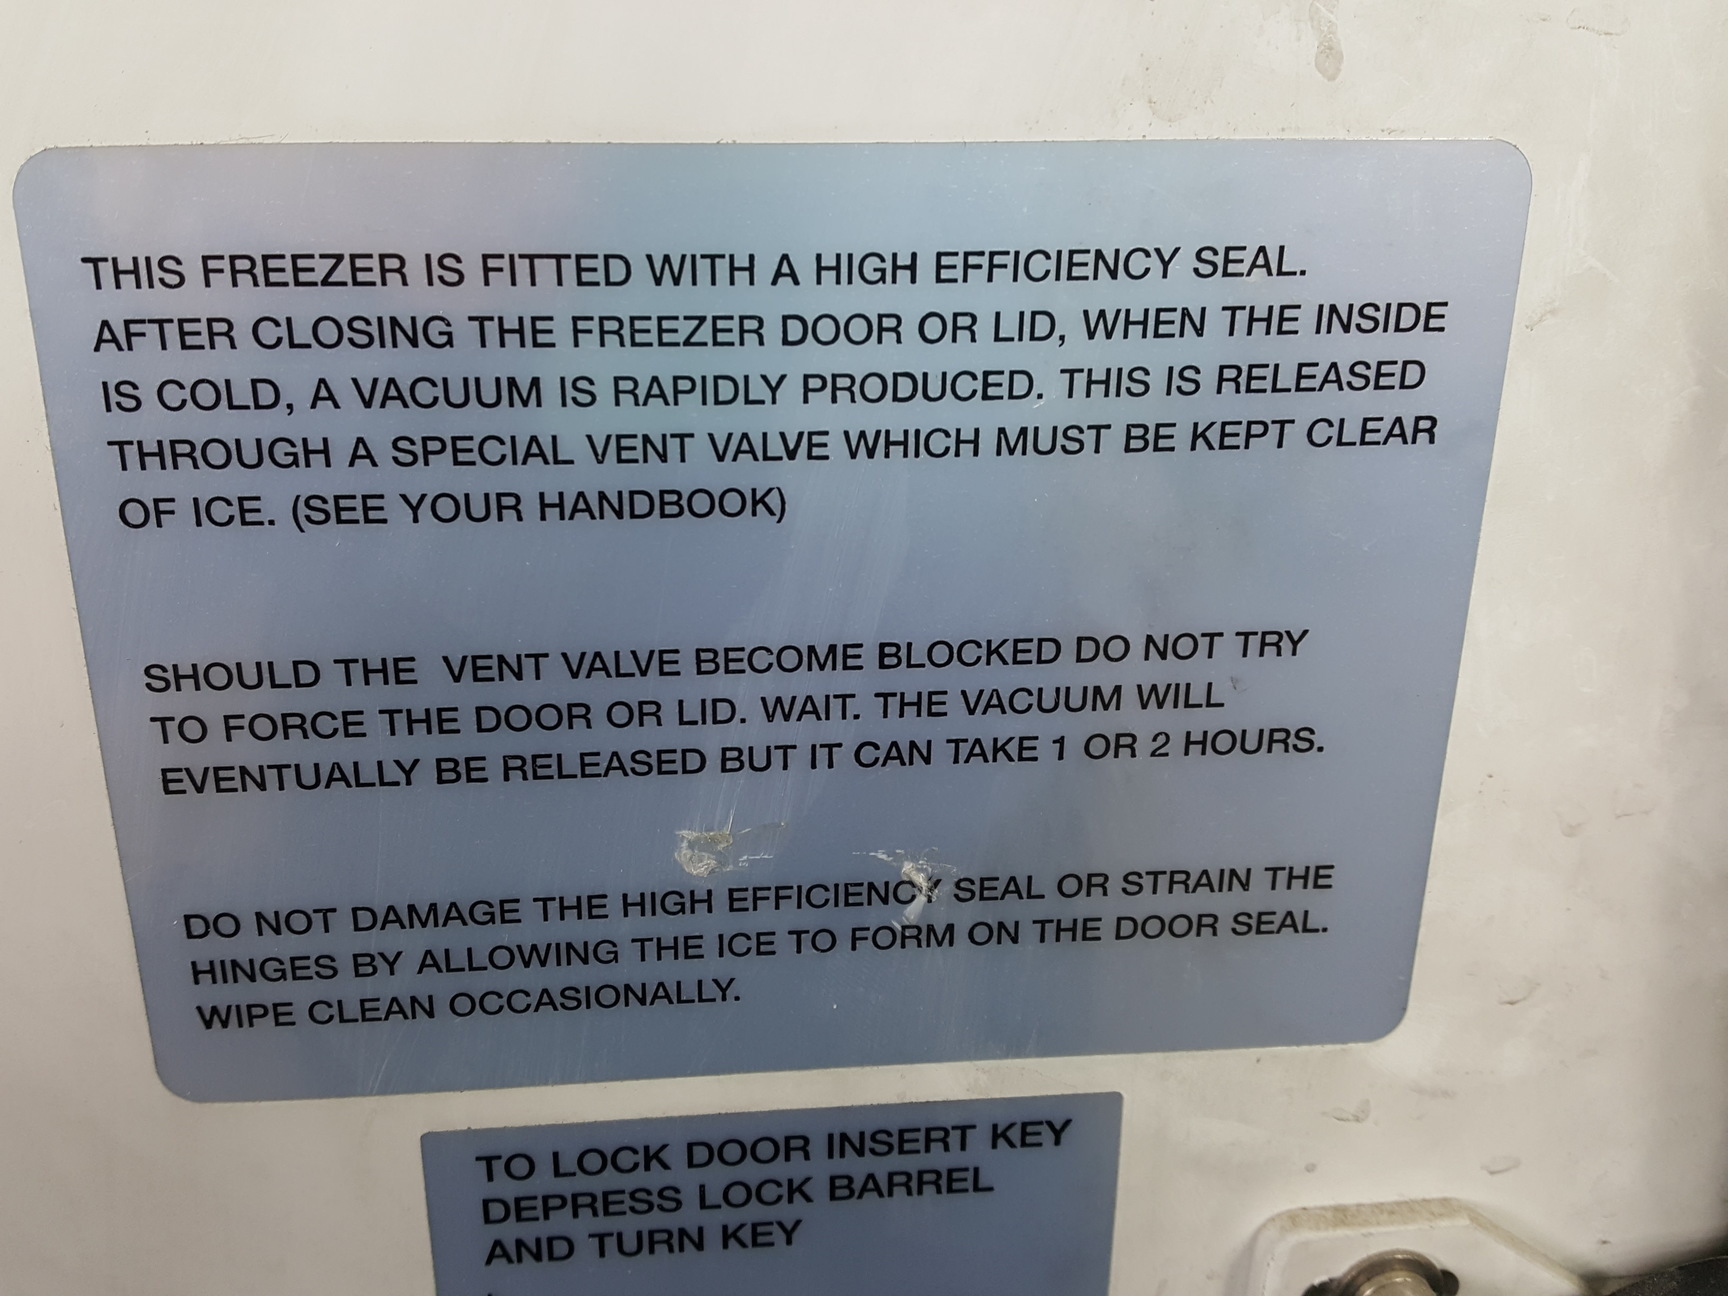 THIS FREEZER IS FITTED WITH A HIGH EFFICIENCY SEAL.
AFTER CLOSING THE FREEZER DOOR OR LID, WHEN THE INSIDE
IS COLD, A VACUUM IS RAPIDLY PRODUCED. THIS IS RELEASED
THROUGH A SPECIAL VENT VALVE WHICH MUST BE KEPT CLEAR
OF ICE. (SEE YOUR HANDBOOK)
SHOULD THE VENT VALVE BECOME BLOCKED DO NOT TRY
TO FORCE THE DOOR OR LID. WAIT. THE VACUUM WILL
EVENTUALLY BE RELEASED BUT IT CAN TAKE 1 OR 2 HOURS.
DO NOT DAMAGE THE HIGH EFFICIENCY SEAL OR STRAIN THE
HINGES BY ALLOWING THE ICE TO FORM ON THE DOOR SEAL.
WIPE CLEAN OCCASIONALLY.
TO LOCK DOOR INSERT KEY
DEPRESS LOCK BARREL
AND TURN KEY